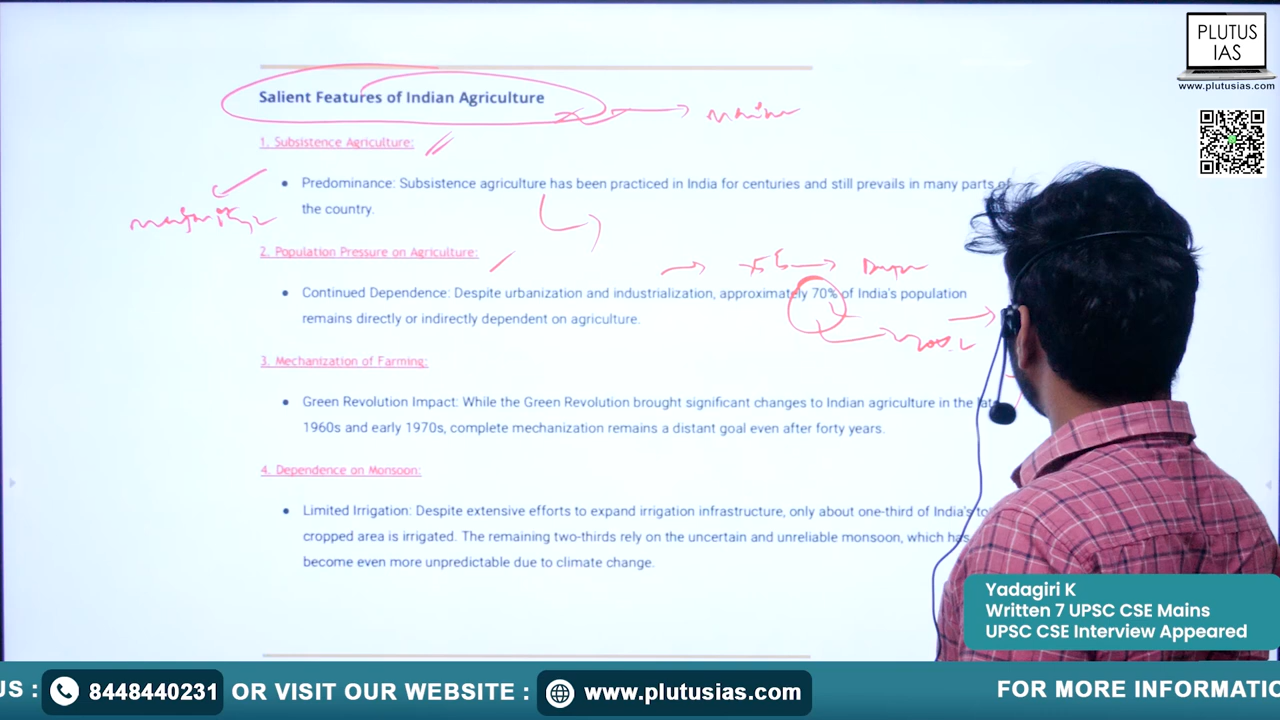 PLUTUS
IAS
www.plutusias.com
Salient Features of Indian Agriculture
1. Subsistence Agriculture:
Predominance: Subsistence agriculture has been practiced in India for centuries and still prevails in many parts of
the country.
2. Population Pressure on Agriculture:
Continued Dependence: Despite urbanization and industrialization, approximately 70% of India's population
remains directly or indirectly dependent on agriculture.
3. Mechanization of Farming:
Green Revolution Impact: While the Green Revolution brought significant changes to Indian agriculture in the late
1960s and early 1970s, complete mechanization remains a distant goal even after forty years.
4. Dependence on Monsoon:
Limited Irrigation: Despite extensive efforts to expand irrigation infrastructure, only about one-third of India's to
cropped area is irrigated. The remaining two-thirds rely on the uncertain and unreliable monsoon, which has
become even more unpredictable due to climate change.
Yadagiri K
Written 7 UPSC CSE Mains
UPSC CSE Interview Appeared
US : 8448440231 OR VISIT OUR WEBSITE : www.plutusias.com FOR MORE INFORMATIO